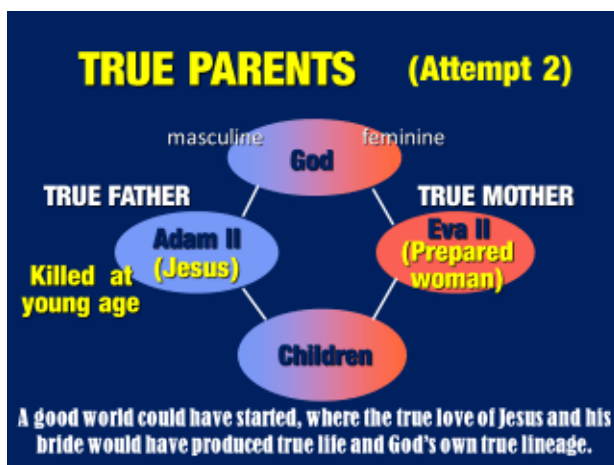 TRUE PARENTS (Attempt 2)
masculine feminine
God
TRUE FATHER TRUE MOTHER
Adam II
(Jesus)
Eva II
(Prepared
woman)
Killed at
young age
Children
A good world could have started, where the true love of Jesus and his
bride would have produced true life and God's own true lineage.